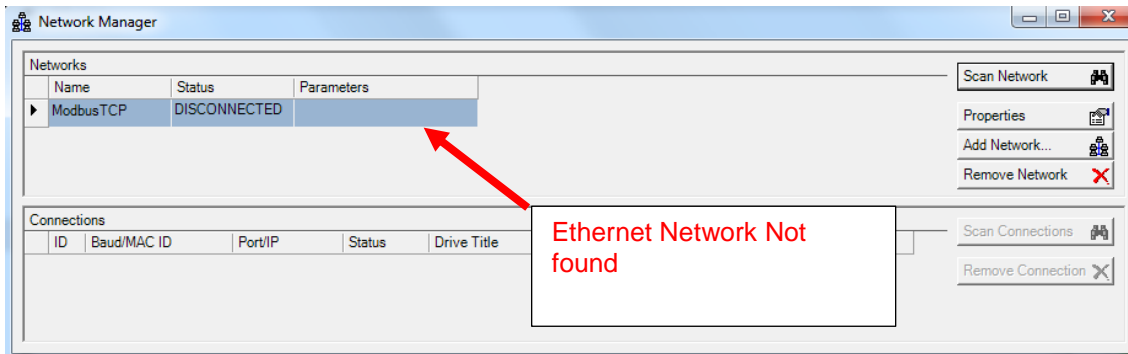 Network Manager
Networks
Name Status Parameters
ModbusTCP DISCONNECTED
Scan Network
Properties
Add Network...
Remove Network
Connections
ID Baud/MAC ID Port/IP Status Drive Title
Ethernet Network Not
found
Scan Connections
Remove Connection